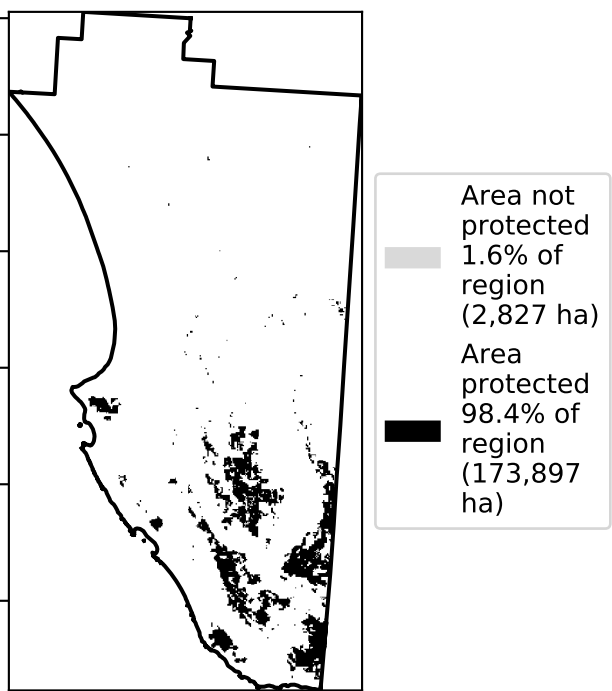 Area not
protected
1.6% of
region
(2,827 ha)
Area
protected
98.4% of
region
(173,897
ha)